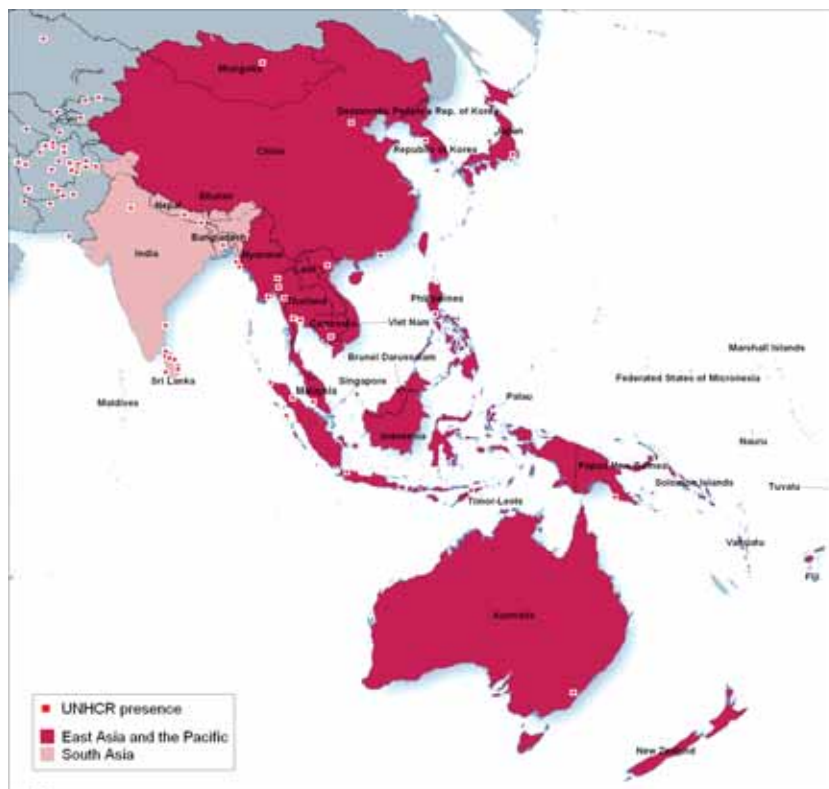 Mongolia
Democratic People's Rep. of Korea
Japan
Republic of Korea
China
Bhutan
Nepal
Bangladesh
India
Myanmar
Lao
Thailand
Philippines
Cambodia
Viet Nam
Brunei Darussalam
Marshall Islands
Sri Lanka
Singapore
Federated States of Micronesia
Malaysia
Maldives
Palau
Indonesia
Nauru
Papua New Guinea
Solomon Islands
Tuvalu
Timor-Leste
Vanuatu
Fiji
Australia
UNHCR presence
East Asia and the Pacific
South Asia
New Zealand